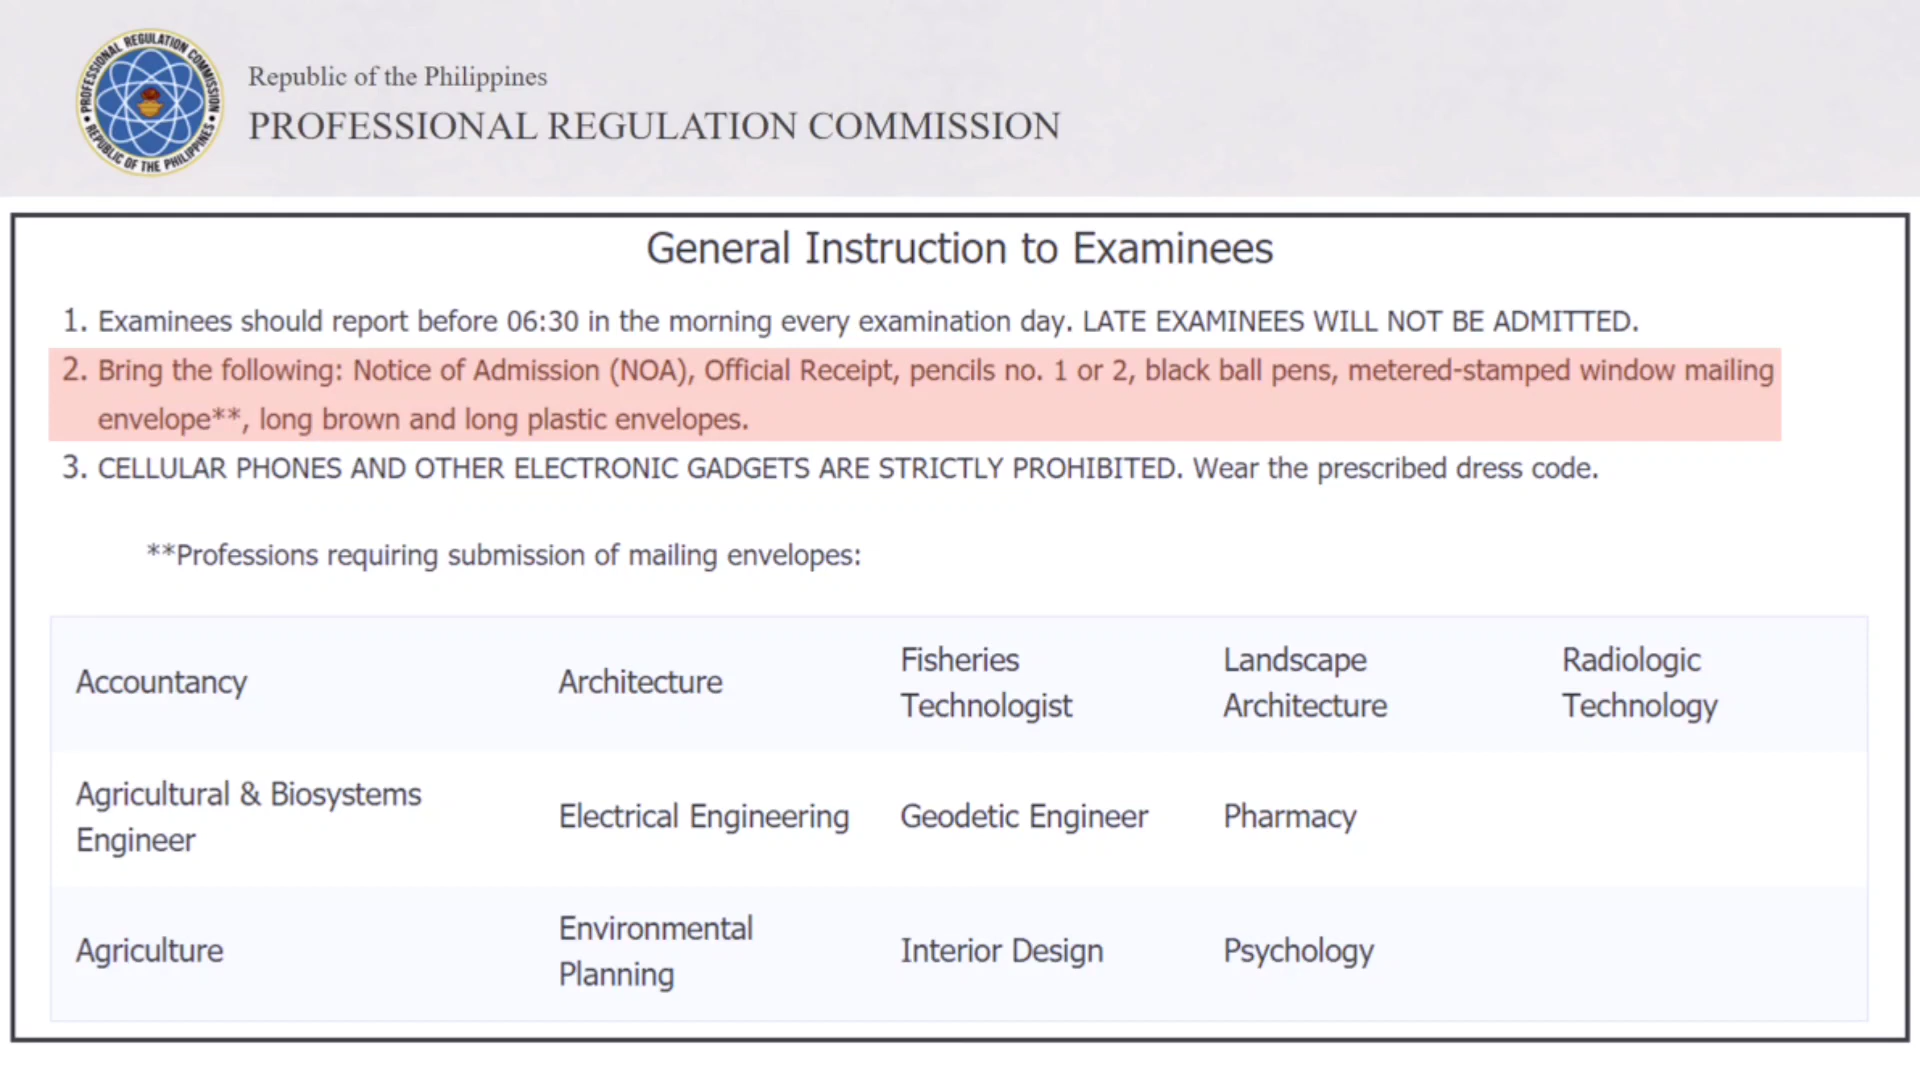 PROFESSIONAL REGULATION COMMISSION
REPUBLIC OF THE PHILIPPINES
Republic of the Philippines
PROFESSIONAL REGULATION COMMISSION
General Instruction to Examinees
1. Examinees should report before 06:30 in the morning every examination day. LATE EXAMINEES WILL NOT BE ADMITTED.
2. Bring the following: Notice of Admission (NOA), Official Receipt, pencils no. 1 or 2, black ball pens, metered-stamped window mailing
envelope**, long brown and long plastic envelopes.
3. CELLULAR PHONES AND OTHER ELECTRONIC GADGETS ARE STRICTLY PROHIBITED. Wear the prescribed dress code.
**Professions requiring submission of mailing envelopes:
Accountancy
Architecture
Fisheries
Technologist
Landscape
Architecture
Radiologic
Technology
Agricultural & Biosystems
Engineer
Electrical Engineering
Geodetic Engineer
Pharmacy
Agriculture
Environmental
Planning
Interior Design
Psychology